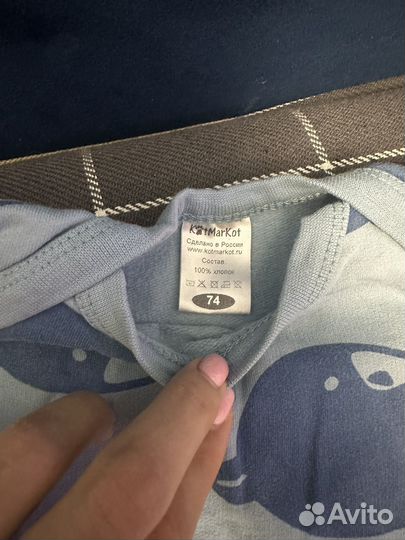 KotMarKot
Сделано в России
www.kotmarkot.ru
Состав:
100% хлопок
74
Avito